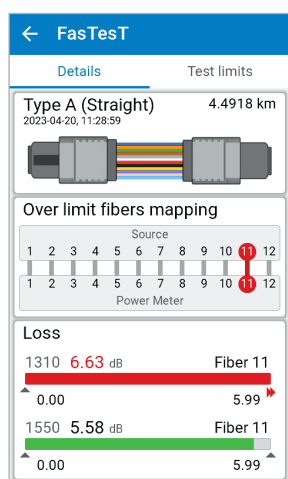 FasTesT
Details Test limits
Type A (Straight) 4.4918 km
2023-04-20, 11:28:59
Over limit fibers mapping
Source
1 2 3 4 5 6 7 8 9 10 11 12
1 2 3 4 5 6 7 8 9 10 11 12
Power Meter
Loss
1310 6.63 dB Fiber 11
0.00 5.99
1550 5.58 dB Fiber 11
0.00 5.99